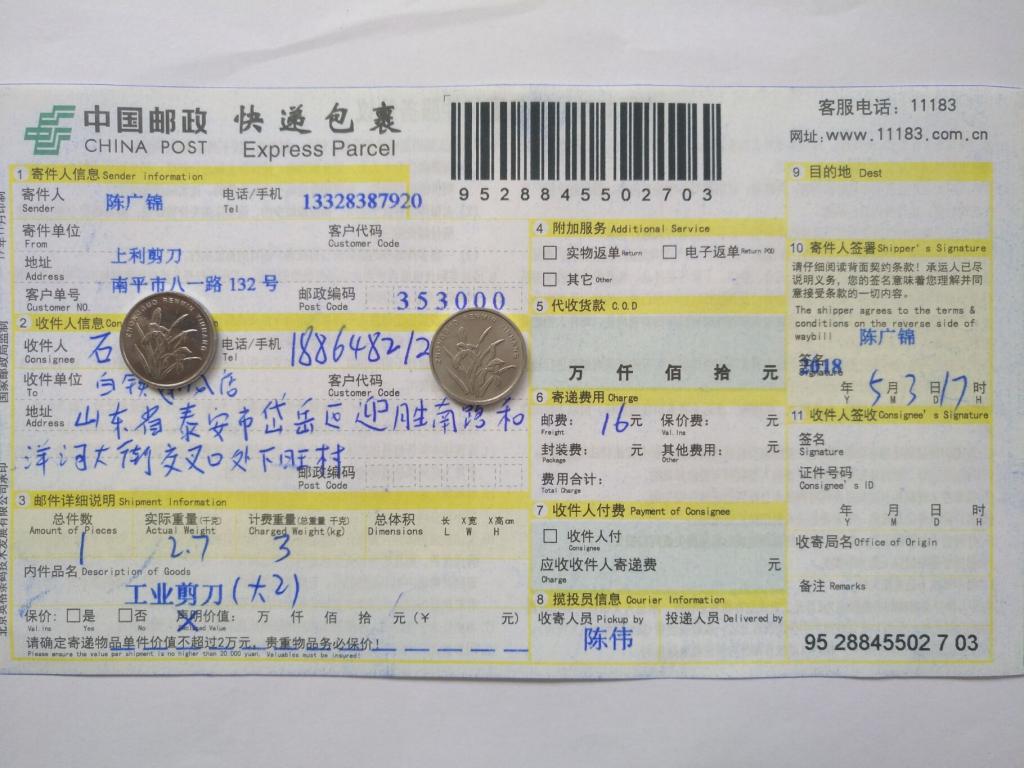 中国邮政 快递包裹
CHINA POST Express Parcel
9528845502703
客服电话：11183
网址：www.11183.com.cn
1 寄件人信息 Sender information
寄件人 陈广锦 电话/手机 13328387920
Sender Tel
寄件单位 客户代码
From Customer Code
上利剪刀
地址
Address 南平市八一路 132 号
客户单号 邮政编码 353000
Customer NO. Post Code
2 收件人信息
收件人 石 电话/手机 188648212
Consignee Tel
收件单位 客户代码
To Customer Code
地址 山东省泰安市岱岳区迎胜南路和
Address
洋河大街交叉口处下旺村
邮政编码
Post Code
3 邮件详细说明 Shipment Information
总件数 实际重量(千克) 计费重量(总重量 千克) 总体积 长 X宽 X高cm
Amount of Pieces Actual Weight Charged Weight(kg) Dimensions L W H
1 2.7 3
内件品名 Description of Goods
工业剪刀(大2)
保价: 是 否 声明价值: 万 仟 佰 拾 元(¥ 元)
Val.ins Yes No
请确定寄递物品单件价值不超过2万元，贵重物品务必保价!
Please ensure the value per shipment is no higher than 20,000 yuan. Valuables must be insured!
4 附加服务 Additional Service
实物返单 Return 电子返单 Return POD
其它 Other
5 代收货款 C.O.D
万 仟 佰 拾 元
6 寄递费用 Charge
邮费: 16 元 保价费: 元
Freight Val.Ins
封装费: 元 其他费用: 元
Package Other
费用合计:
Total Charge
7 收件人付费 Payment of Consignee
收件人付
Consignee
应收收件人寄递费 元
Charge
8 揽投员信息 Courier Information
收寄人员 Pickup by 投递人员 Delivered by
陈伟
9 目的地 Dest
10 寄件人签署 Shipper's Signature
请仔细阅读背面契约条款！承运人已尽
说明义务，您的签名意味着您理解并同
意接受条款的一切内容。
The shipper agrees to the terms &
conditions on the reverse side of
waybill
陈广锦
签名
Signature
2018
年 5 月 3 日 17 时
Y M D H
11 收件人签收 Consignee's Signature
签名
Signature
证件号码
Consignee's ID
年 月 日 时
Y M D H
收寄局名 Office of Origin
备注 Remarks
95 28845502 7 03